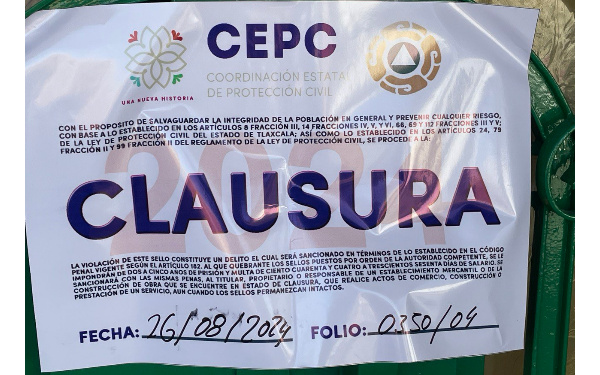 CEPC
COORDINACIÓN ESTATAL
DE PROTECCIÓN CIVIL
UNA NUEVA HISTORIA
CON EL PROPOSITO DE SALVAGUARDAR LA INTEGRIDAD DE LA POBLACIÓN EN GENERAL Y PREVENIR CUALQUIER RIESGO,
CON BASE A LO ESTABLECIDO EN LOS ARTICULOS 8 FRACCIÓN III, 14 FRACCIONES IV, V, Y VI, 66, 69 Y 112 FRACCIONES III Y V;
DE LA LEY DE PROTECCIÓN CIVIL DEL ESTADO DE TLAXCALA; ASÍ COMO LO ESTABLECIDO EN LOS ARTICULOS 24, 79
FRACCIÓN II Y 99 FRACCIÓN II DEL REGLAMENTO DE LA LEY DE PROTECCIÓN CIVIL, SE PROCEDE A LA:
CLAUSURA
LA VIOLACIÓN DE ESTE SELLO CONSTITUYE UN DELITO EL CUAL SERÁ SANCIONADO EN TÉRMINOS DE LO ESTABLECIDO EN EL CÓDIGO
PENAL VIGENTE SEGÚN EL ARTICULO 182. AL QUE QUEBRANTE LOS SELLOS PUESTOS POR ORDEN DE LA AUTORIDAD COMPETENTE, SE LE
IMPONDRÁN DE DOS A CINCO AÑOS DE PRISIÓN Y MULTA DE CIENTO CUARENTA Y CUATRO A TRESCIENTOS SESENTA DÍAS DE SALARIO. SE
SANCIONARÁ CON LAS MISMAS PENAS, AL TITULAR, PROPIETARIO O RESPONSABLE DE UN ESTABLECIMIENTO MERCANTIL O DE LA
CONSTRUCCIÓN DE OBRA QUE SE ENCUENTRE EN ESTADO DE CLAUSURA, QUE REALICE ACTOS DE COMERCIO, CONSTRUCCIÓN O
PRESTACIÓN DE UN SERVICIO, AUN CUANDO LOS SELLOS PERMANEZCAN INTACTOS.
FECHA: 26/08/2024 FOLIO: 0350/04